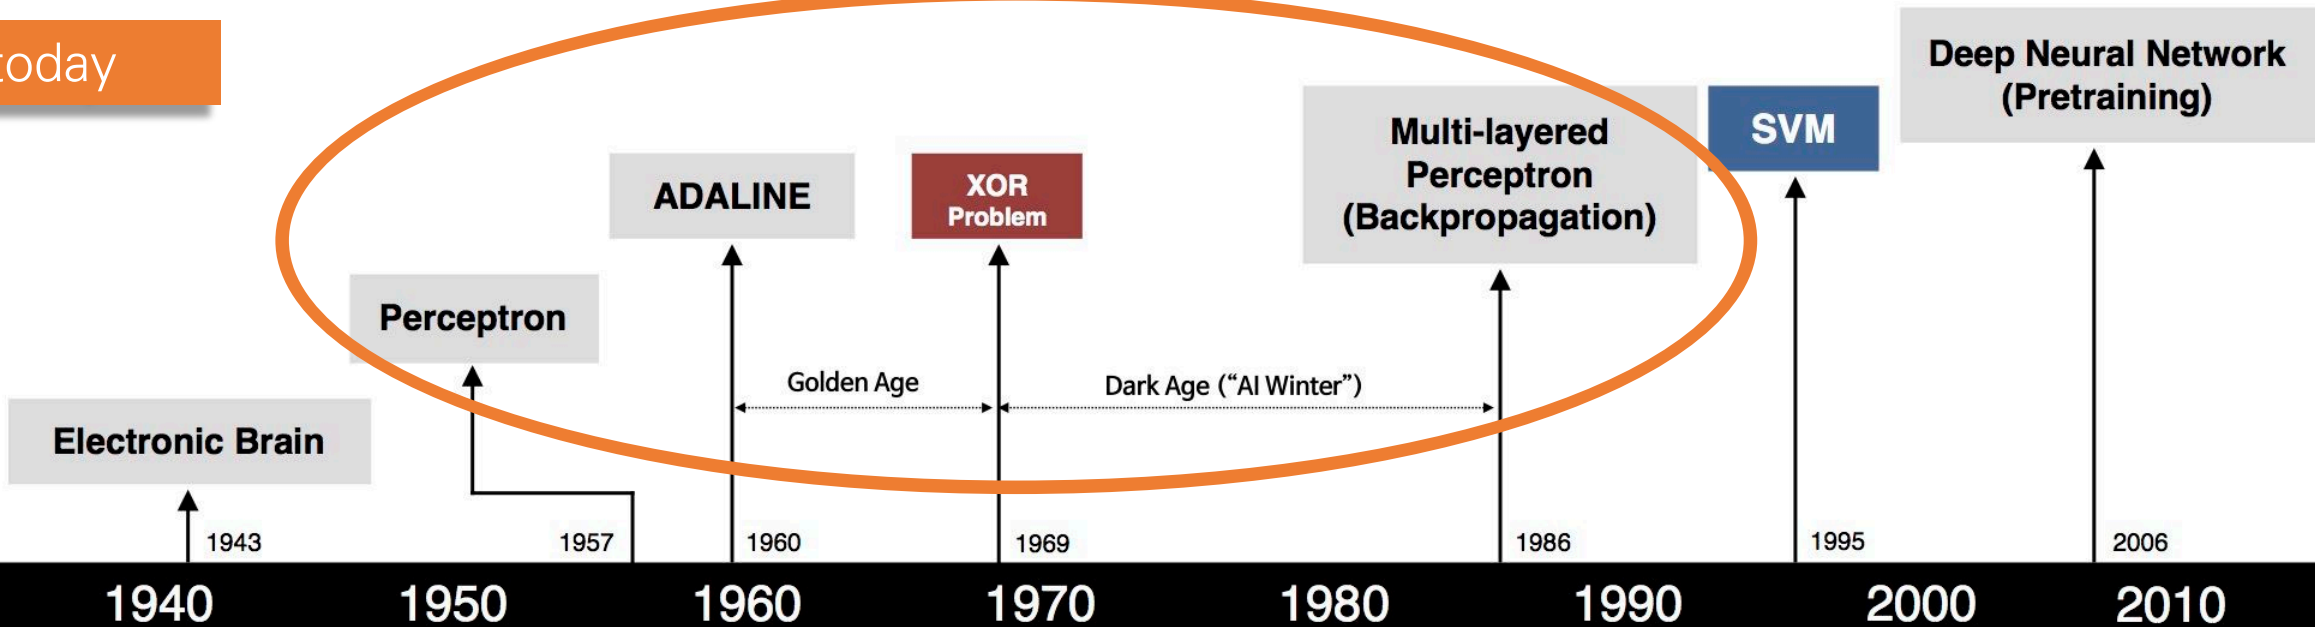 today
Deep Neural Network
(Pretraining)
Multi-layered
Perceptron
(Backpropagation)
SVM
ADALINE
XOR
Problem
Perceptron
Golden Age
Dark Age ("AI Winter")
Electronic Brain
1943
1957
1960
1969
1986
1995
2006
1940
1950
1960
1970
1980
1990
2000
2010